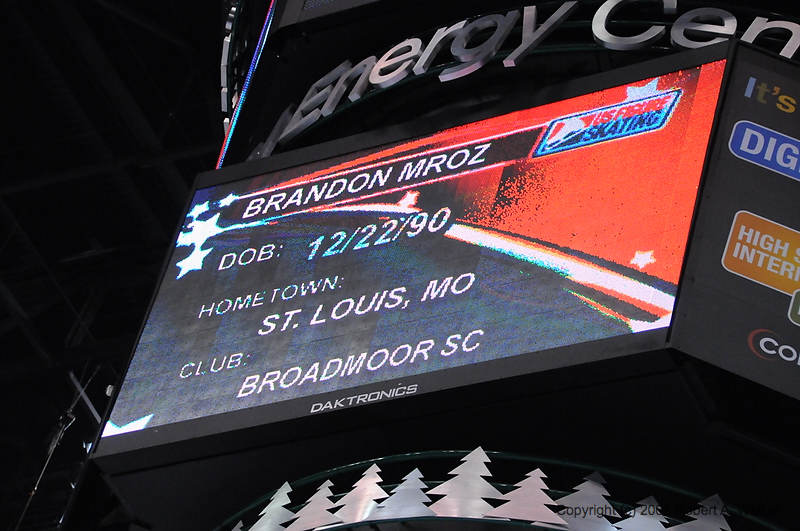 Energy Cen
US FIGURE
SKATING
BRANDON MROZ
DOB: 12/22/90
HOMETOWN:
ST. LOUIS, MO
CLUB:
BROADMOOR SC
DAKTRONICS
It's
DIG
HIGH S
INTER
CO